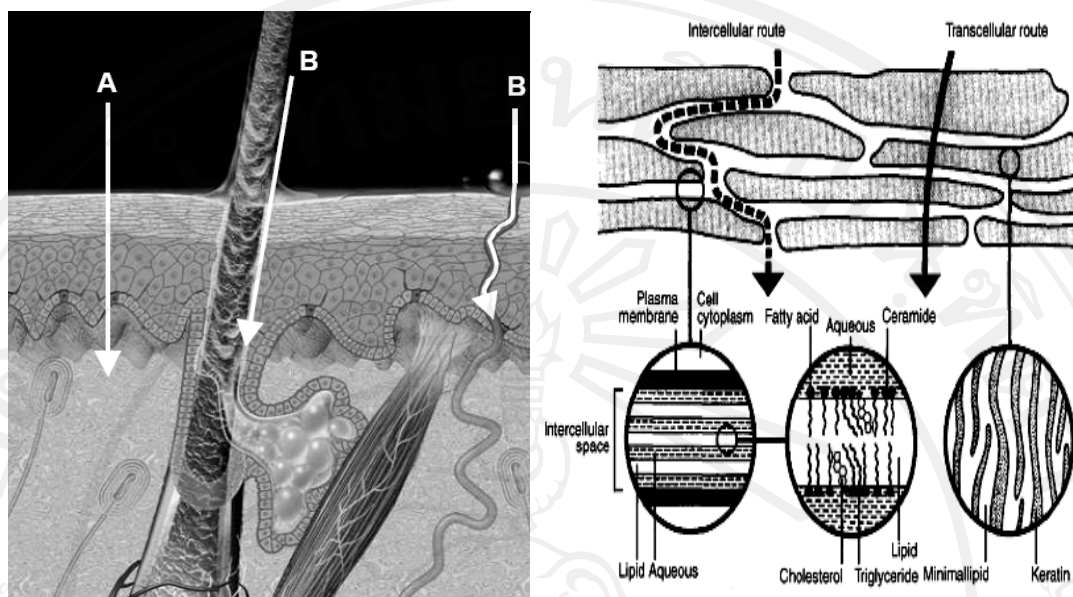 A
B
B
Intercellular route
Transcellular route
Plasma
membrane
Cell
cytoplasm
Fatty acid
Aqueous
Ceramide
Intercellular
space
Lipid
Aqueous
Cholesterol
Triglyceride
Lipid
Minimallipid
Keratin